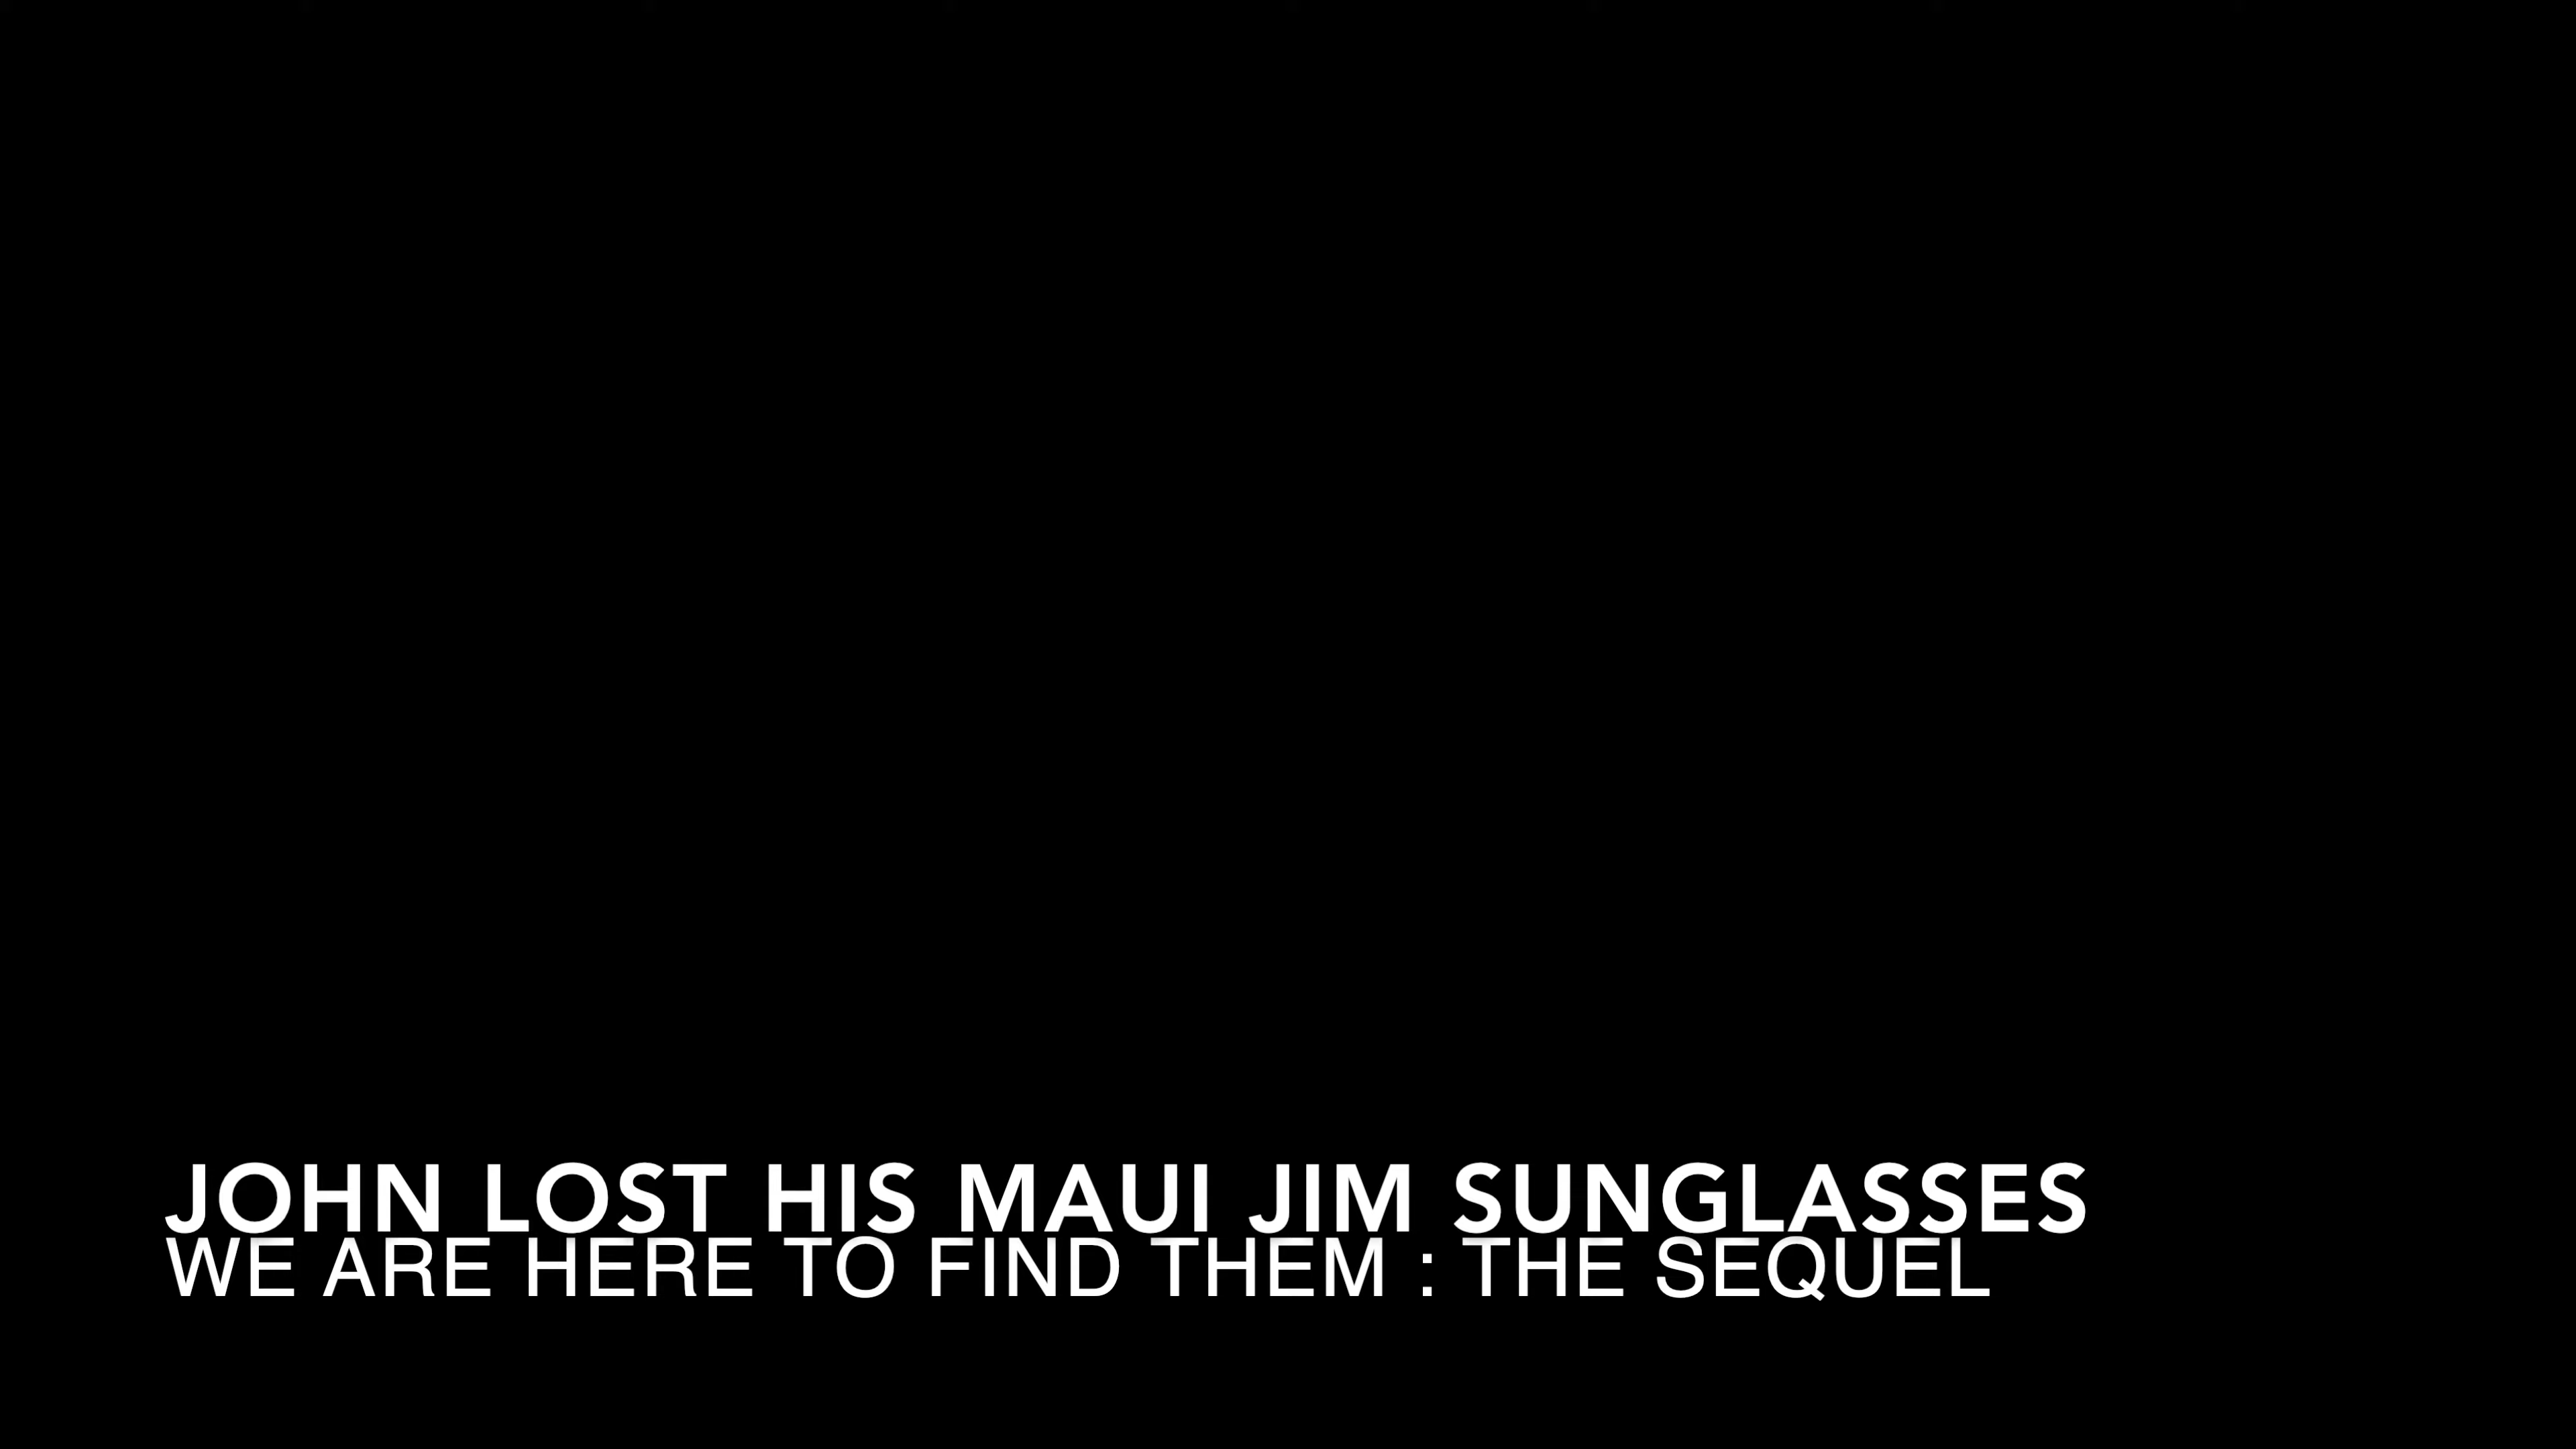 JOHN LOST HIS MAUI JIM SUNGLASSES
WE ARE HERE TO FIND THEM : THE SEQUEL